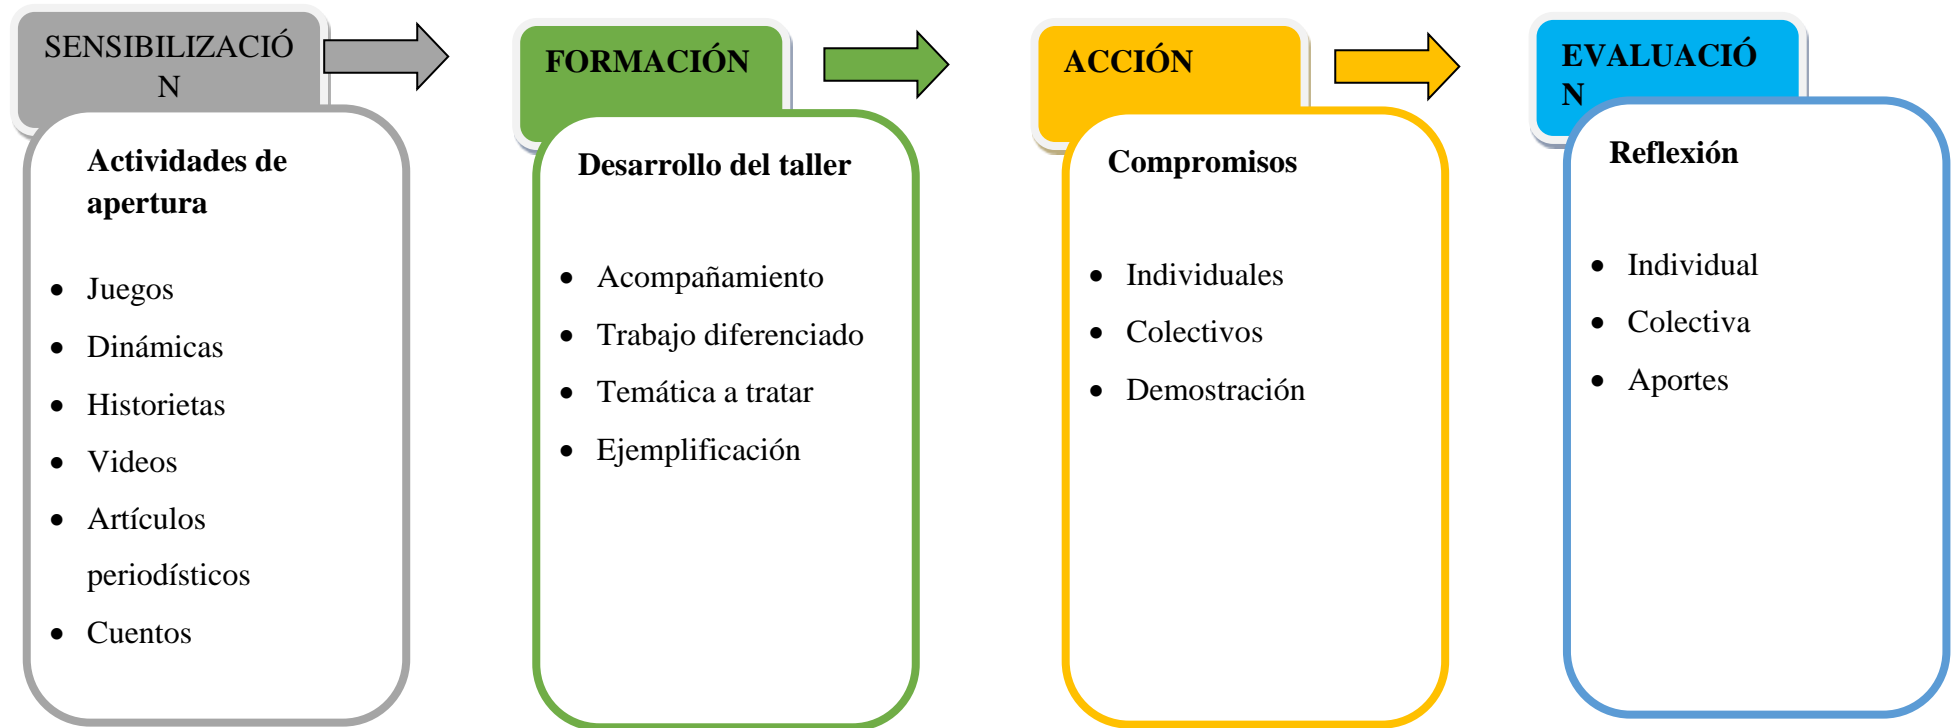 SENSIBILIZACIÓ
N
Actividades de
apertura
• Juegos
• Dinámicas
• Historietas
• Videos
• Artículos
periodísticos
• Cuentos
FORMACIÓN
Desarrollo del taller
• Acompañamiento
• Trabajo diferenciado
• Temática a tratar
• Ejemplificación
ACCIÓN
Compromisos
• Individuales
• Colectivos
• Demostración
EVALUACIÓ
N
Reflexión
• Individual
• Colectiva
• Aportes